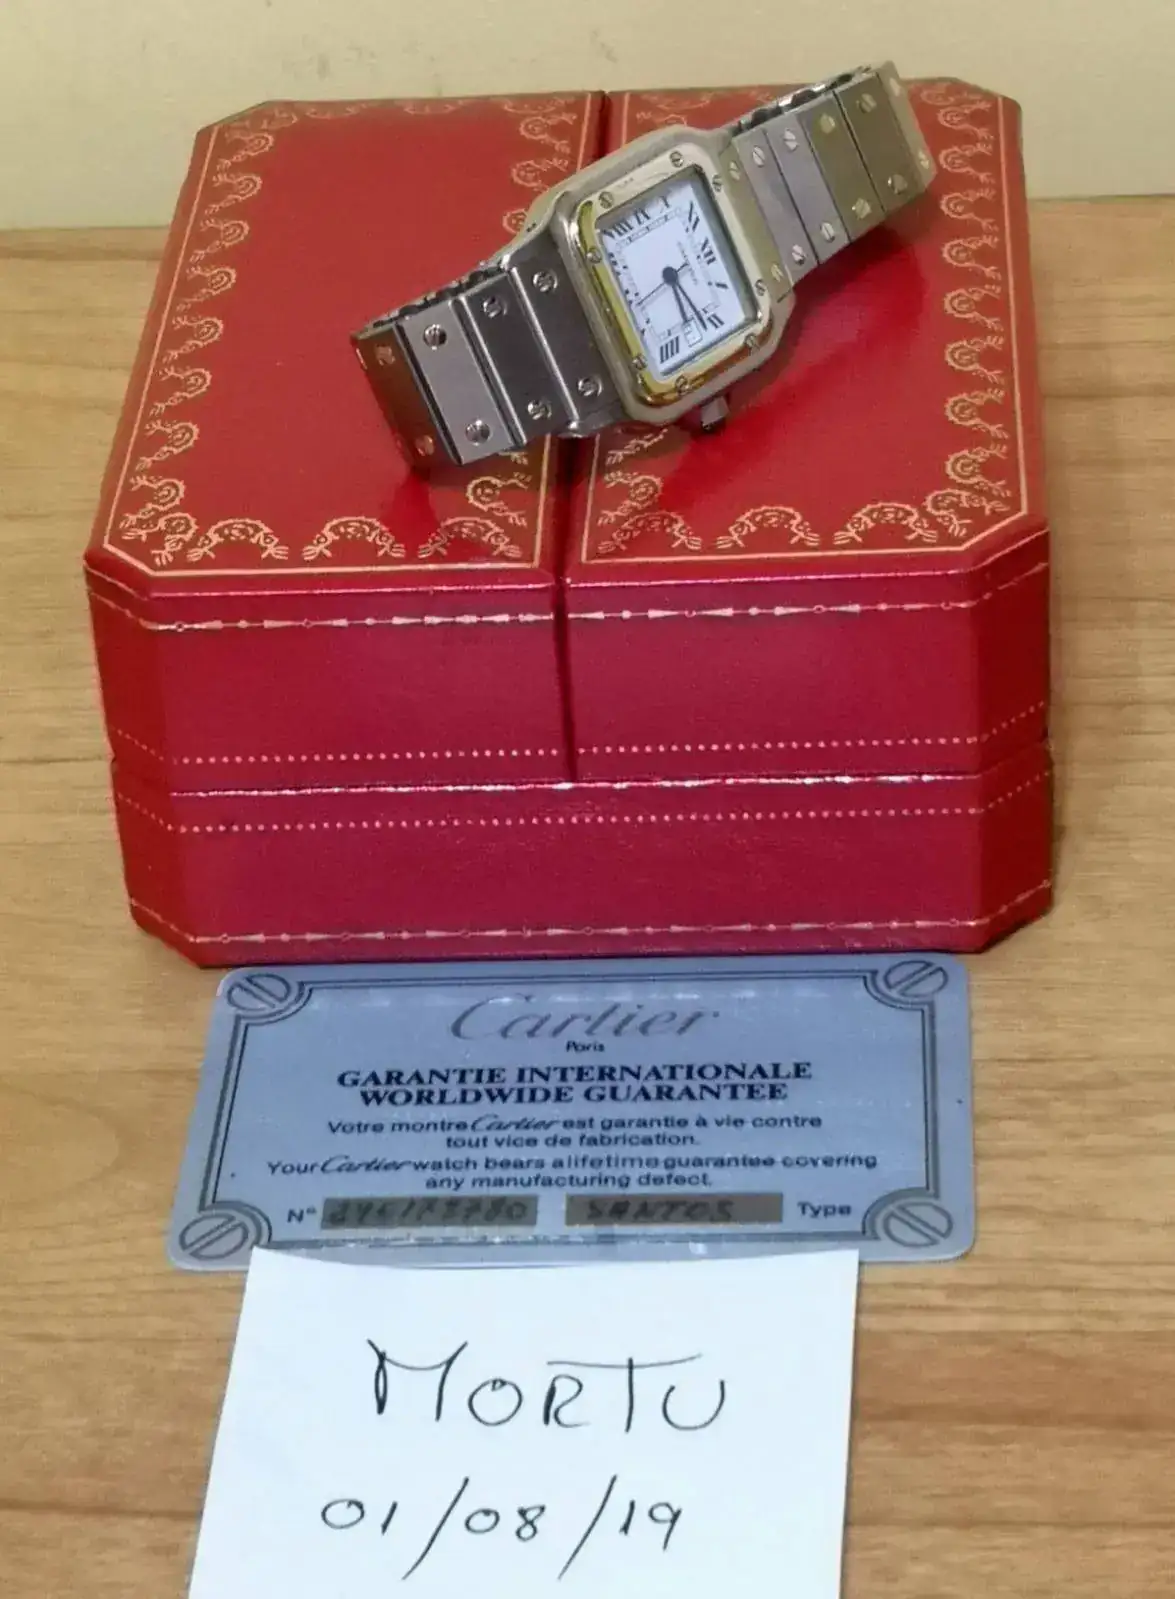 Cartier
Paris
GARANTIE INTERNATIONALE
WORLDWIDE GUARANTEE
Votre montre Cartier est garantie à vie contre
tout vice de fabrication.
Your Cartier watch bears a lifetime guarantee covering
any manufacturing defect.
N° SANTOS Type
MORTU
01/08/19